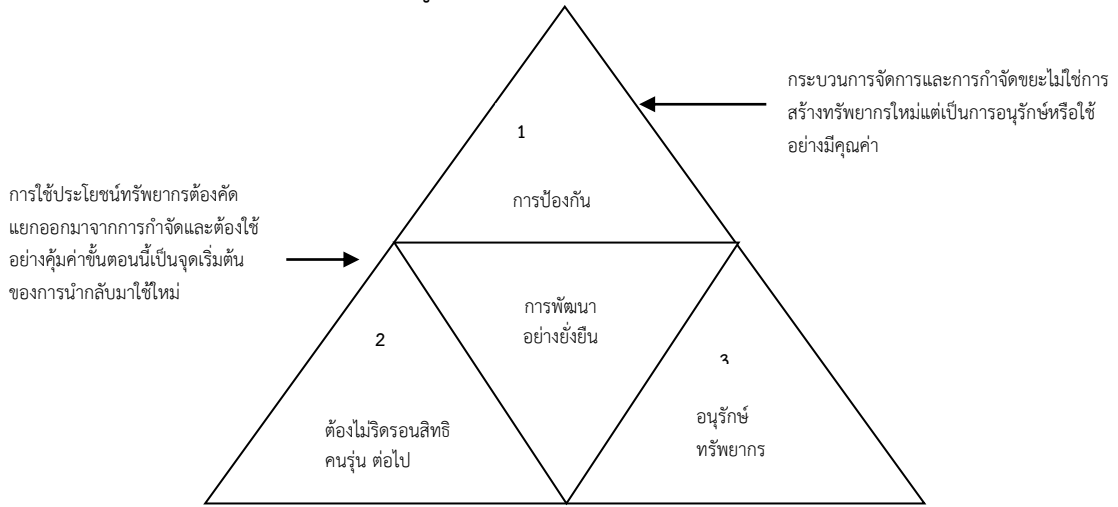 กระบวนการจัดการและการกำจัดขยะไม่ใช่การ
สร้างทรัพยากรใหม่แต่เป็นการอนุรักษ์หรือใช้
อย่างมีคุณค่า
1
การป้องกัน
การใช้ประโยชน์ทรัพยากรต้องคัด
แยกออกมาจากการกำจัดและต้องใช้
อย่างคุ้มค่าขั้นตอนนี้เป็นจุดเริ่มต้น
ของการนำกลับมาใช้ใหม่
การพัฒนา
อย่างยั่งยืน
2
ต้องไม่ริดรอนสิทธิ
คนรุ่น ต่อไป
3
อนุรักษ์
ทรัพยากร